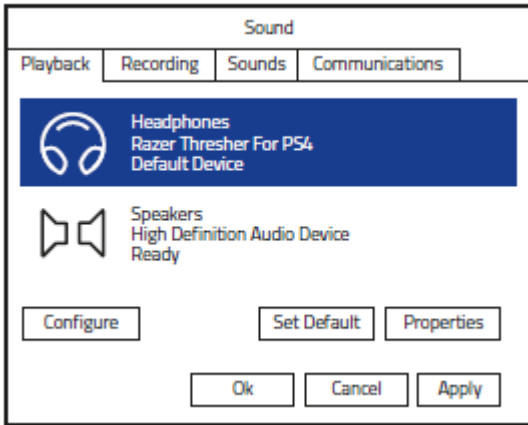 Sound
Playback Recording Sounds Communications
Headphones
Razer Thresher For PS4
Default Device
Speakers
High Definition Audio Device
Ready
Configure Set Default Properties
Ok Cancel Apply